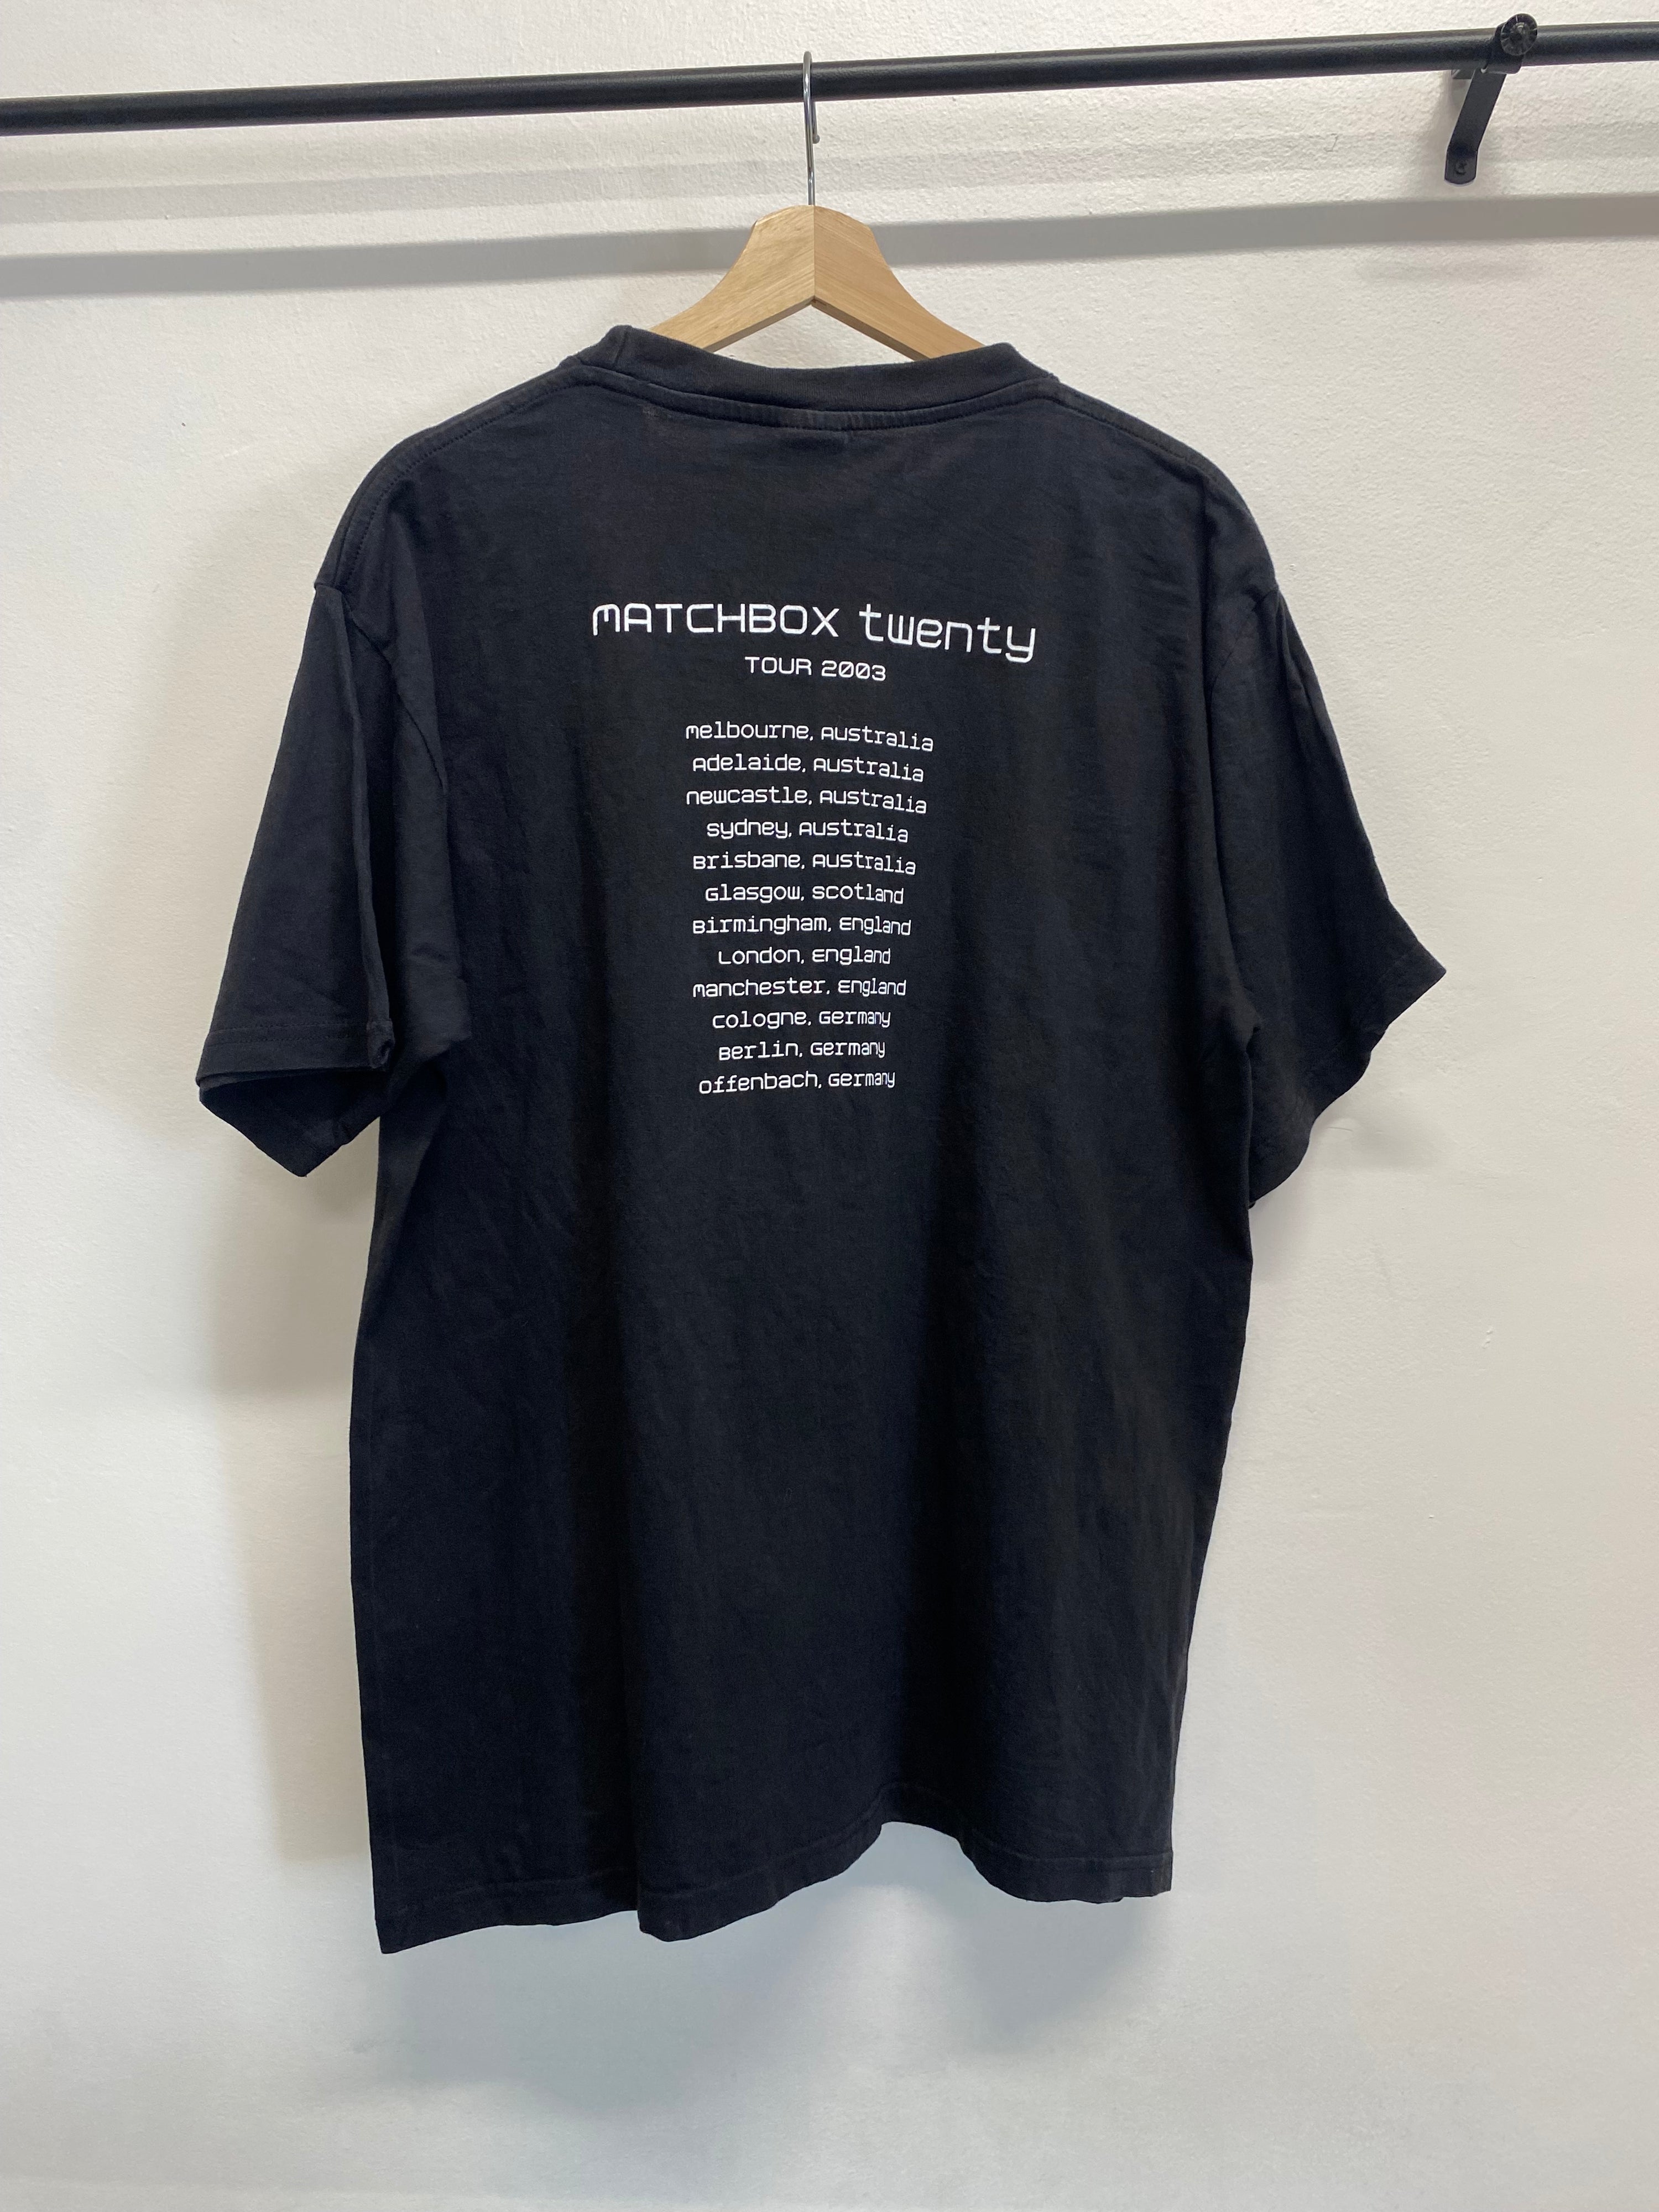 MATCHBOX twenty
TOUR 2003
melbourne, Australia
Adelaide, Australia
newcastle, Australia
sydney, Australia
Brisbane, Australia
Glasgow, scotland
Birmingham, England
London, England
manchester, England
cologne, Germany
Berlin, Germany
offenbach, Germany